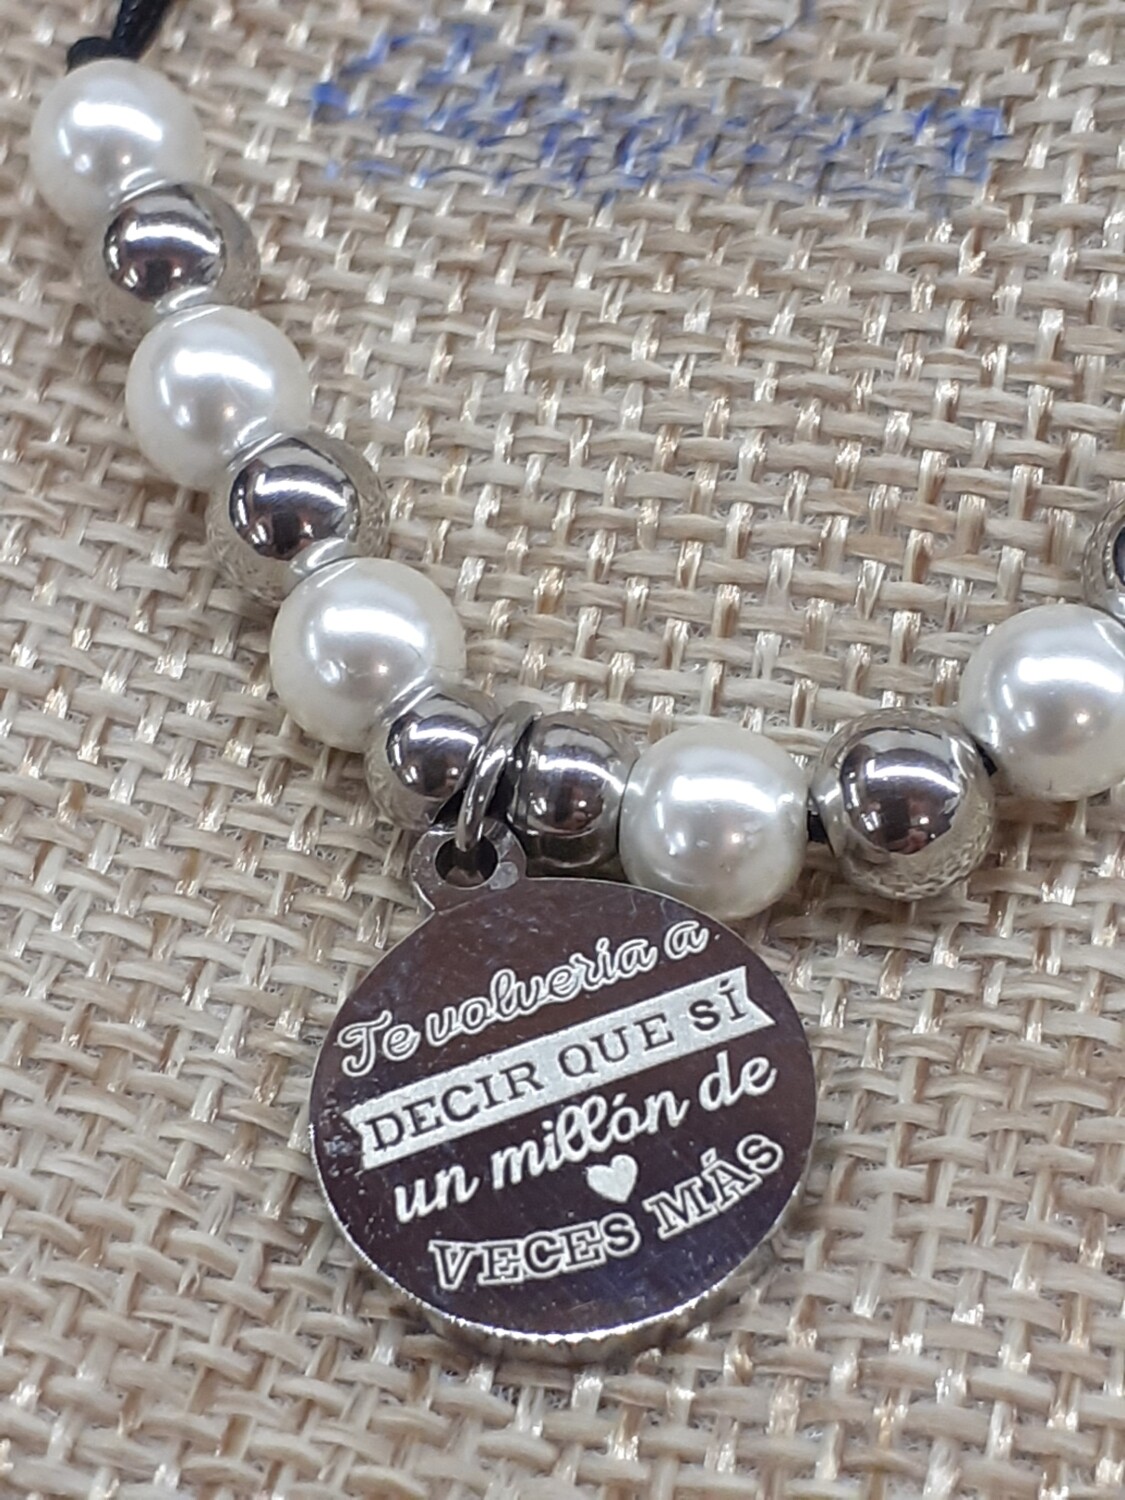 Te volvería a
DECIR QUE SÍ
un millón de
VECES MÁS